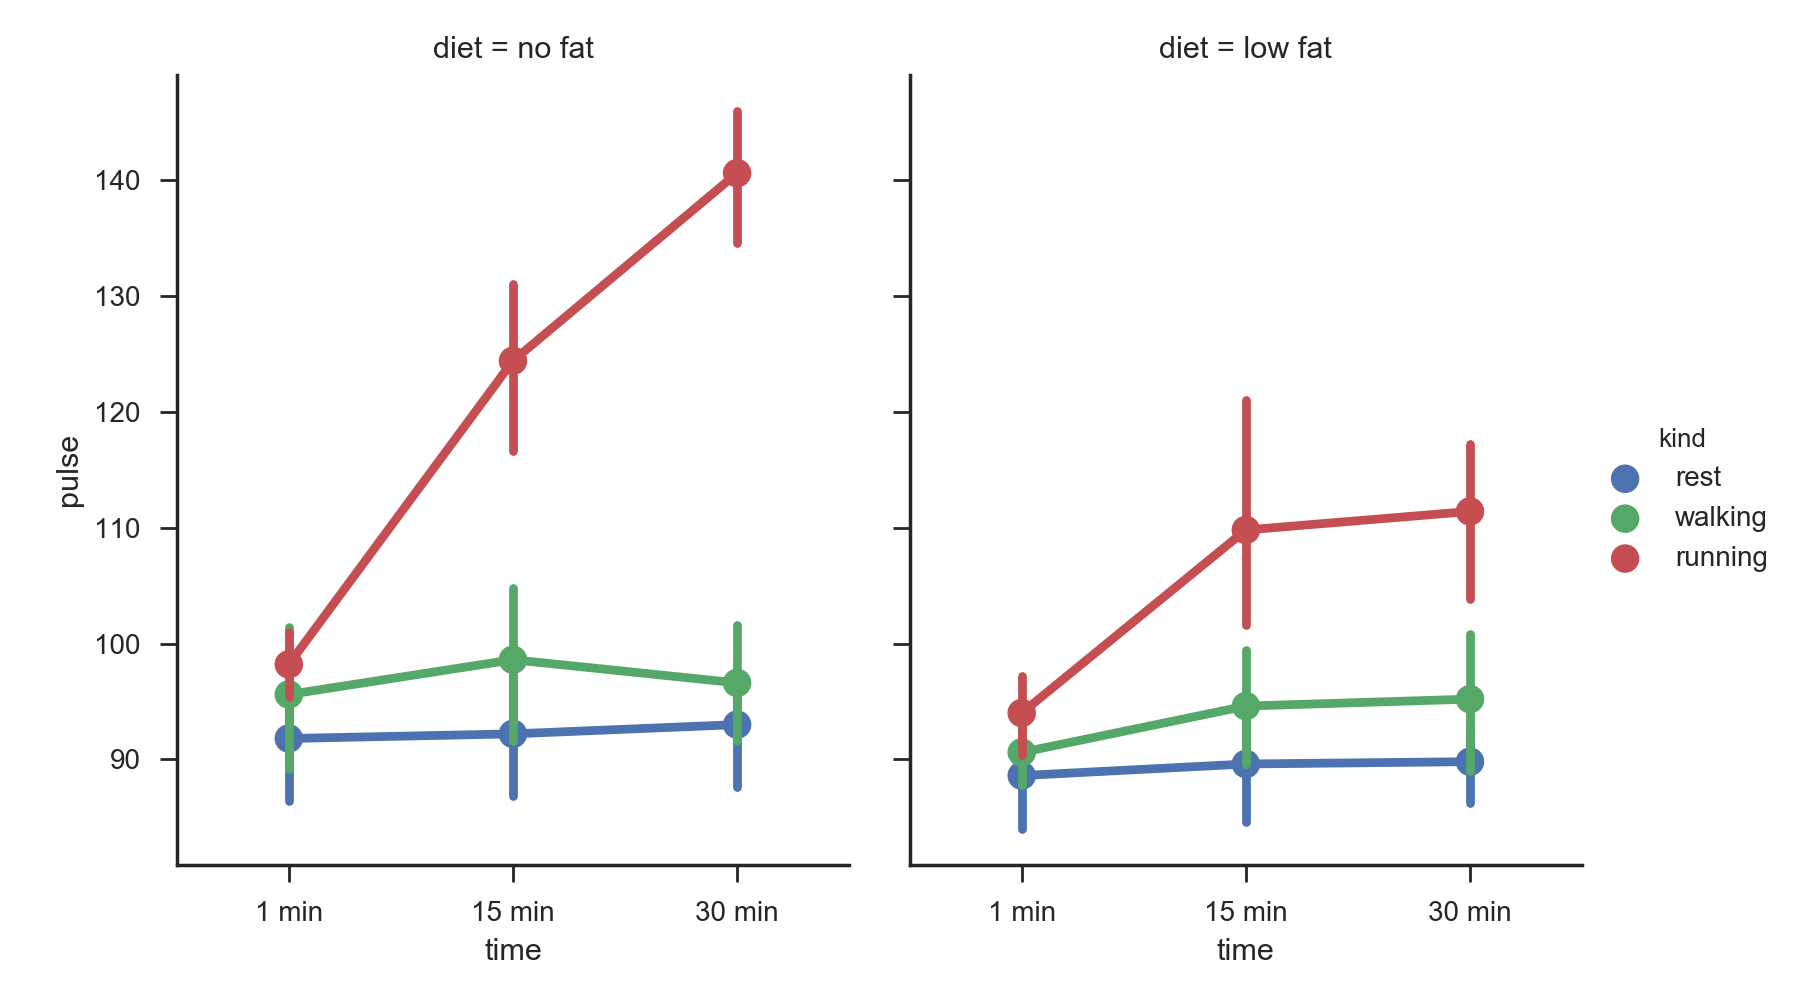 diet = no fat
diet = low fat
pulse
140
130
120
110
100
90
1 min
15 min
30 min
time
1 min
15 min
30 min
time
kind
rest
walking
running